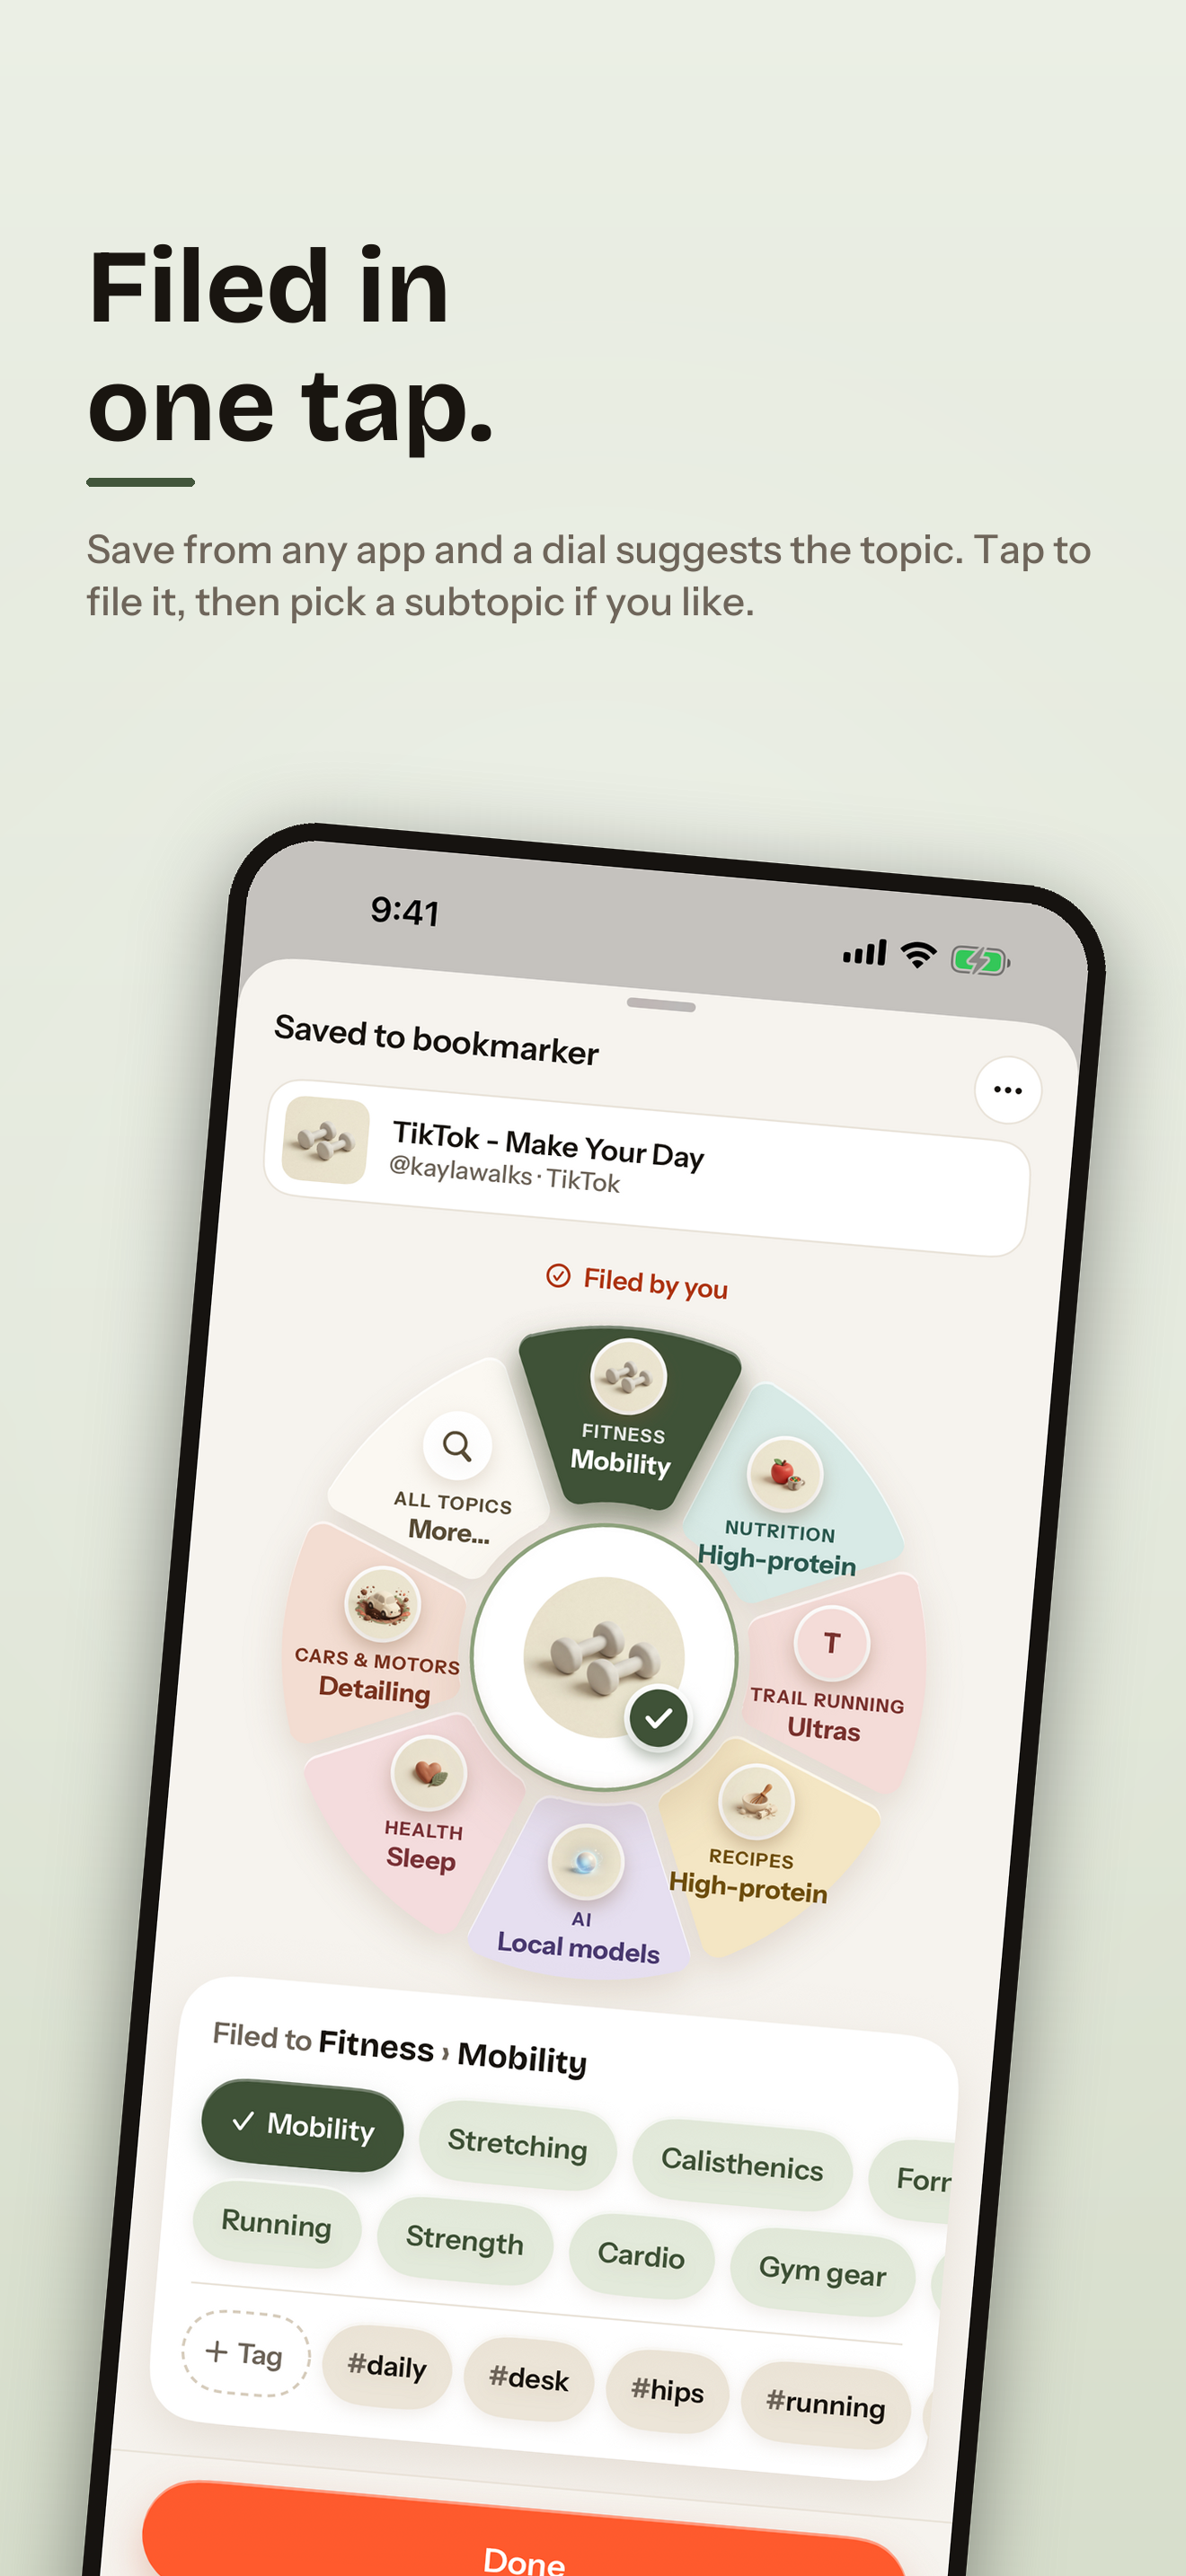 Filed in
one tap.
Save from any app and a dial suggests the topic. Tap to
file it, then pick a subtopic if you like.
9:41
Saved to bookmarker
TikTok - Make Your Day
@kaylawalks · TikTok
Filed by you
FITNESS
Mobility
NUTRITION
High-protein
TRAIL RUNNING
T
Ultras
RECIPES
High-protein
AI
Local models
HEALTH
Sleep
CARS & MOTORS
Detailing
ALL TOPICS
More...
Filed to Fitness › Mobility
Mobility
Stretching
Calisthenics
Running
Strength
Cardio
Gym gear
+ Tag
#daily
#desk
#hips
#running
Done